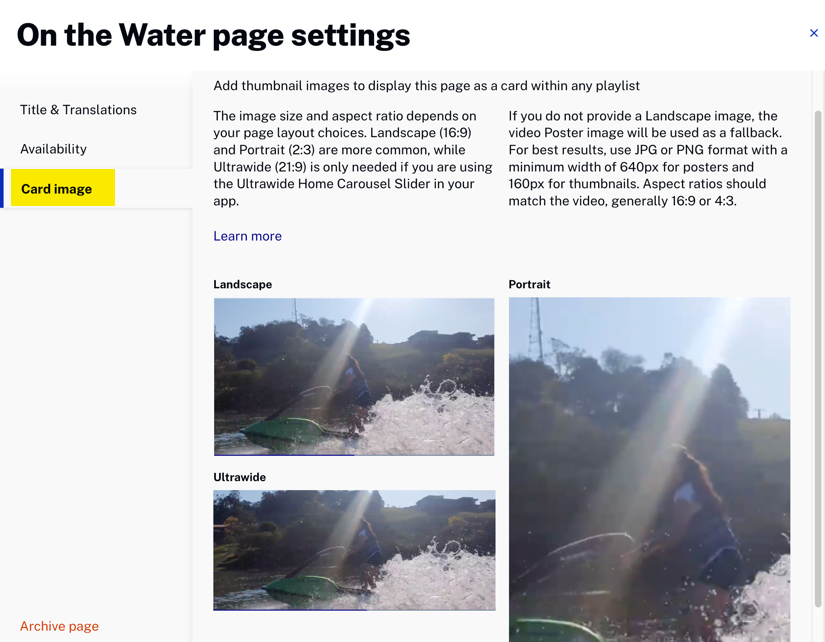 On the Water page settings
×
Title & Translations
Availability
Card image
Archive page
Add thumbnail images to display this page as a card within any playlist
The image size and aspect ratio depends on
your page layout choices. Landscape (16:9)
and Portrait (2:3) are more common, while
Ultrawide (21:9) is only needed if you are using
the Ultrawide Home Carousel Slider in your
app.
Learn more
If you do not provide a Landscape image, the
video Poster image will be used as a fallback.
For best results, use JPG or PNG format with a
minimum width of 640px for posters and
160px for thumbnails. Aspect ratios should
match the video, generally 16:9 or 4:3.
Landscape
Portrait
Ultrawide